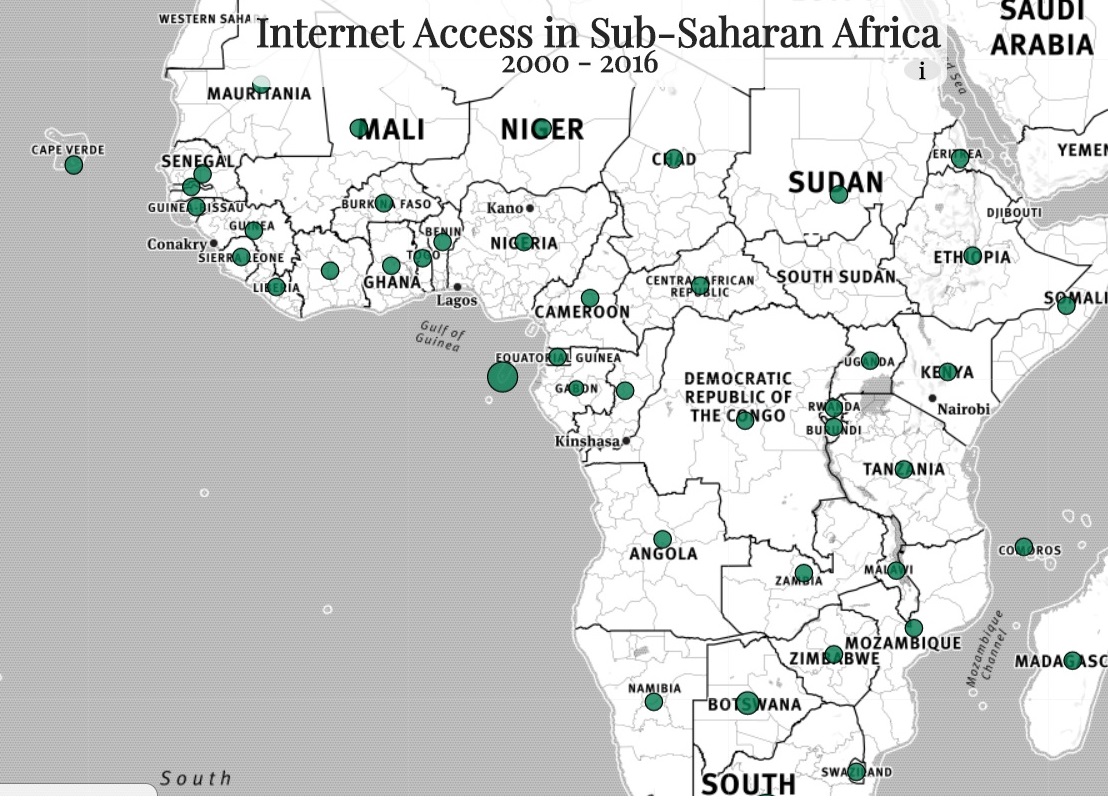 WESTERN SAHA
Internet Access in Sub-Saharan Africa
2000 – 2016
i
SAUDI
ARABIA
d Sea
MAURITANIA
MALI
NIGER
CHAD
SUDAN
ERITREA
YEMEN
CAPE VERDE
SENEGAL
GUINEA-BISSAU
BURKINA FASO
Kano
DJIBOUTI
GUINEA
BENIN
Conakry
SIERRA LEONE
TOGO
NIGERIA
ETHIOPIA
LIBERIA
GHANA
Lagos
CENTRAL AFRICAN
REPUBLIC
SOUTH SUDAN
SOMALI
CAMEROON
Gulf of
Guinea
EQUATORIAL GUINEA
UGANDA
KENYA
GABON
DEMOCRATIC
REPUBLIC OF
THE CONGO
RWANDA
Nairobi
BURUNDI
Kinshasa
TANZANIA
ANGOLA
COMOROS
ZAMBIA
MALAWI
MOZAMBIQUE
ZIMBABWE
Mozambique
Channel
MADAGASC
NAMIBIA
BOTSWANA
South
SOUTH
SWAZILAND